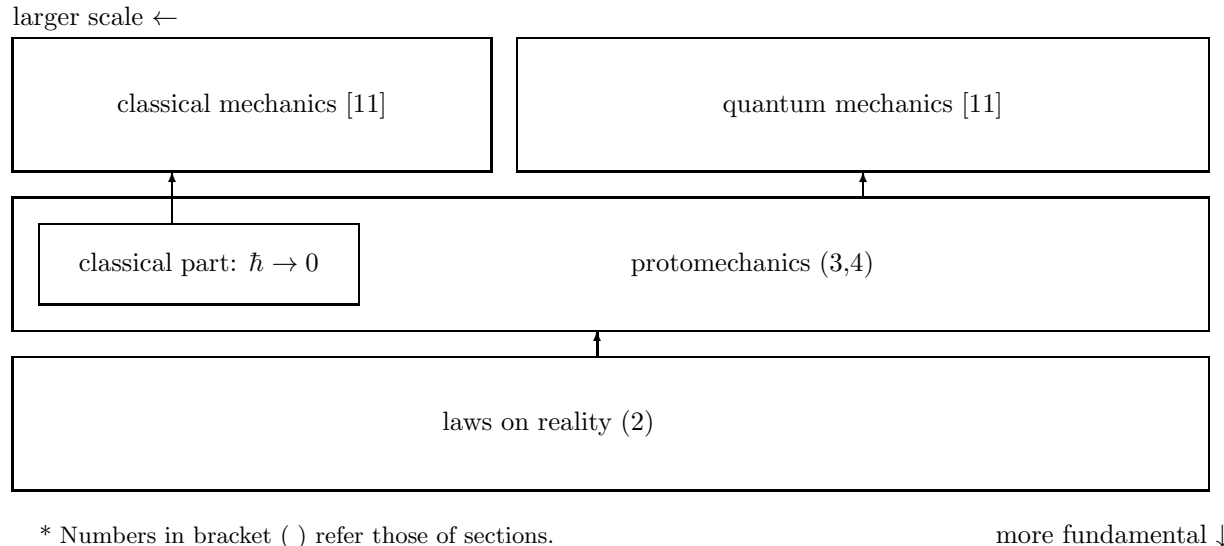 larger scale ←
classical mechanics [11]
quantum mechanics [11]
classical part: ℏ → 0
protomechanics (3,4)
laws on reality (2)
* Numbers in bracket ( ) refer those of sections.
more fundamental ↓